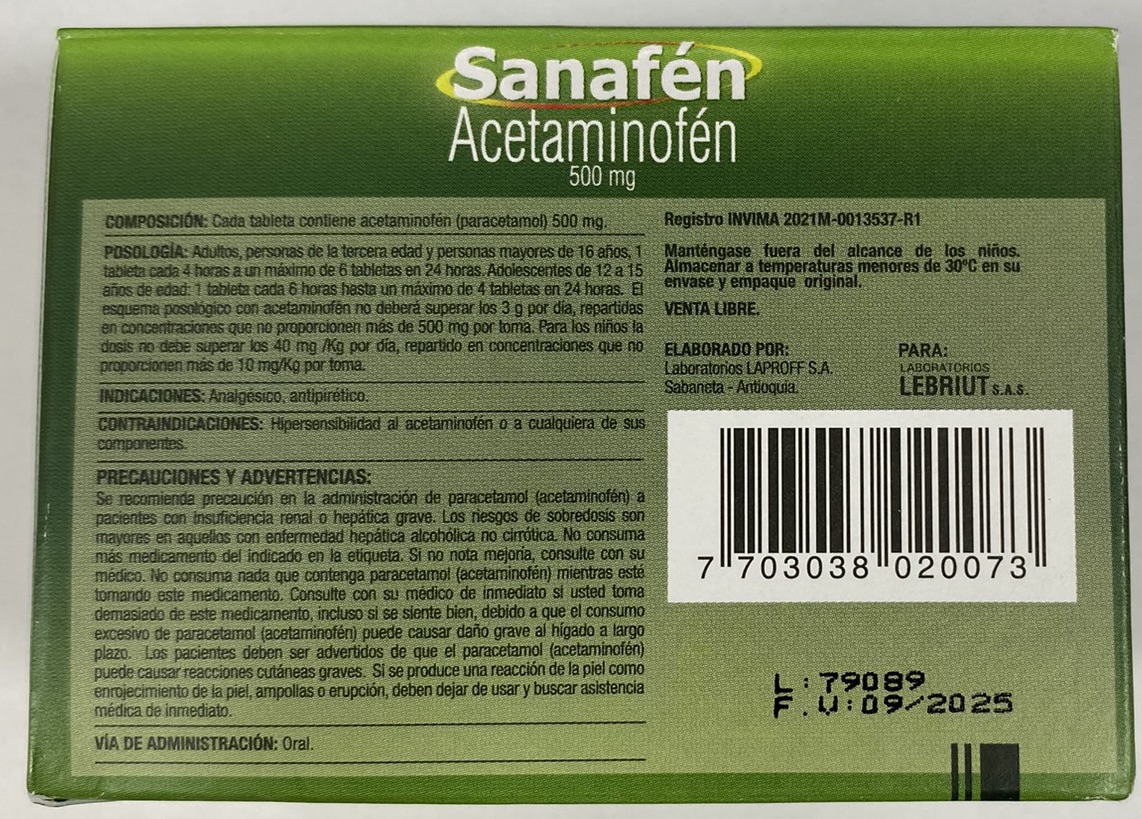 Sanafén
Acetaminofén
500 mg
COMPOSICIÓN: Cada tableta contiene acetaminofén (paracetamol) 500 mg.
POSOLOGÍA: Adultos, personas de la tercera edad y personas mayores de 16 años, 1
tableta cada 4 horas a un máximo de 6 tabletas en 24 horas. Adolescentes de 12 a 15
años de edad: 1 tableta cada 6 horas hasta un máximo de 4 tabletas en 24 horas. El
esquema posológico con acetaminofén no deberá superar los 3 g por día, repartidas
en concentraciones que no proporcionen más de 500 mg por toma. Para los niños la
dosis no debe superar los 40 mg /Kg por día, repartido en concentraciones que no
proporcionen más de 10 mg/Kg por toma.
INDICACIONES: Analgésico, antipirético.
CONTRAINDICACIONES: Hipersensibilidad al acetaminofén o a cualquiera de sus
componentes.
PRECAUCIONES Y ADVERTENCIAS:
Se recomienda precaución en la administración de paracetamol (acetaminofén) a
pacientes con insuficiencia renal o hepática grave. Los riesgos de sobredosis son
mayores en aquellos con enfermedad hepática alcohólica no cirrótica. No consuma
más medicamento del indicado en la etiqueta. Si no nota mejoría, consulte con su
médico. No consuma nada que contenga paracetamol (acetaminofén) mientras esté
tomando este medicamento. Consulte con su médico de inmediato si usted toma
demasiado de este medicamento, incluso si se siente bien, debido a que el consumo
excesivo de paracetamol (acetaminofén) puede causar daño grave al hígado a largo
plazo. Los pacientes deben ser advertidos de que el paracetamol (acetaminofén)
puede causar reacciones cutáneas graves. Si se produce una reacción de la piel como
enrojecimiento de la piel, ampollas o erupción, deben dejar de usar y buscar asistencia
médica de inmediato.
VÍA DE ADMINISTRACIÓN: Oral.
Registro INVIMA 2021M-0013537-R1
Manténgase fuera del alcance de los niños.
Almacenar a temperaturas menores de 30ºC en su
envase y empaque original.
VENTA LIBRE.
ELABORADO POR:
Laboratorios LAPROFF S.A.
Sabaneta - Antioquia.
PARA:
LABORATORIOS
LEBRIUT S.A.S.
7 703038 020073
L: 79089
F.V:09/2025